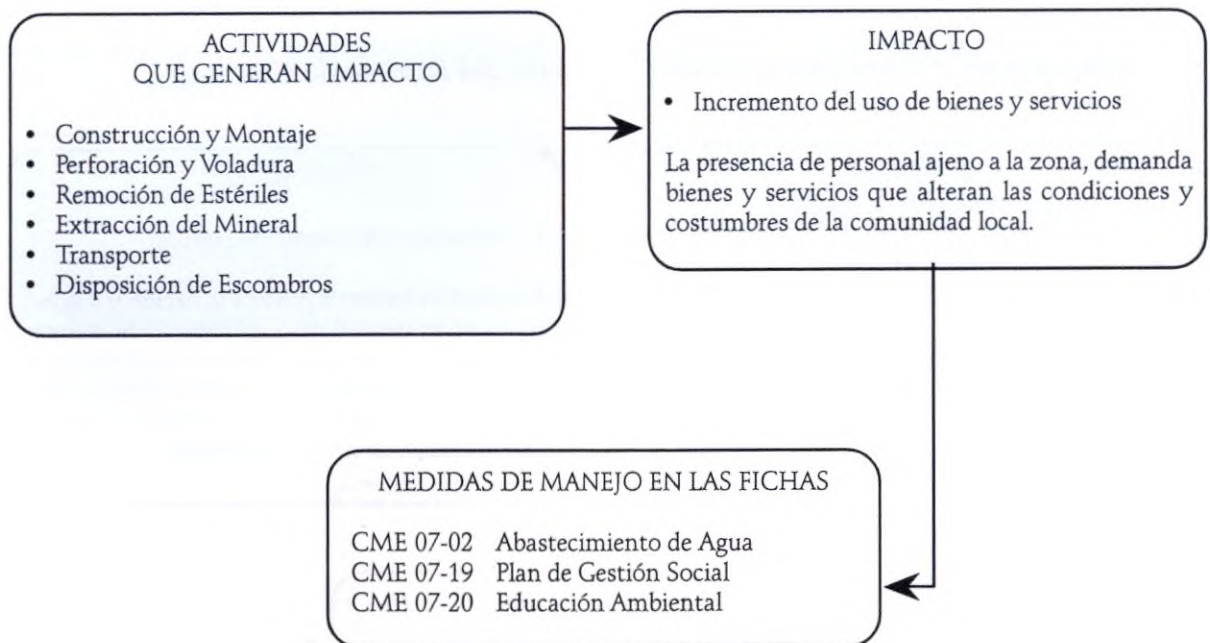 ACTIVIDADES
QUE GENERAN IMPACTO
• Construcción y Montaje
• Perforación y Voladura
• Remoción de Estériles
• Extracción del Mineral
• Transporte
• Disposición de Escombros
IMPACTO
• Incremento del uso de bienes y servicios
La presencia de personal ajeno a la zona, demanda
bienes y servicios que alteran las condiciones y
costumbres de la comunidad local.
MEDIDAS DE MANEJO EN LAS FICHAS
CME 07-02 Abastecimiento de Agua
CME 07-19 Plan de Gestión Social
CME 07-20 Educación Ambiental